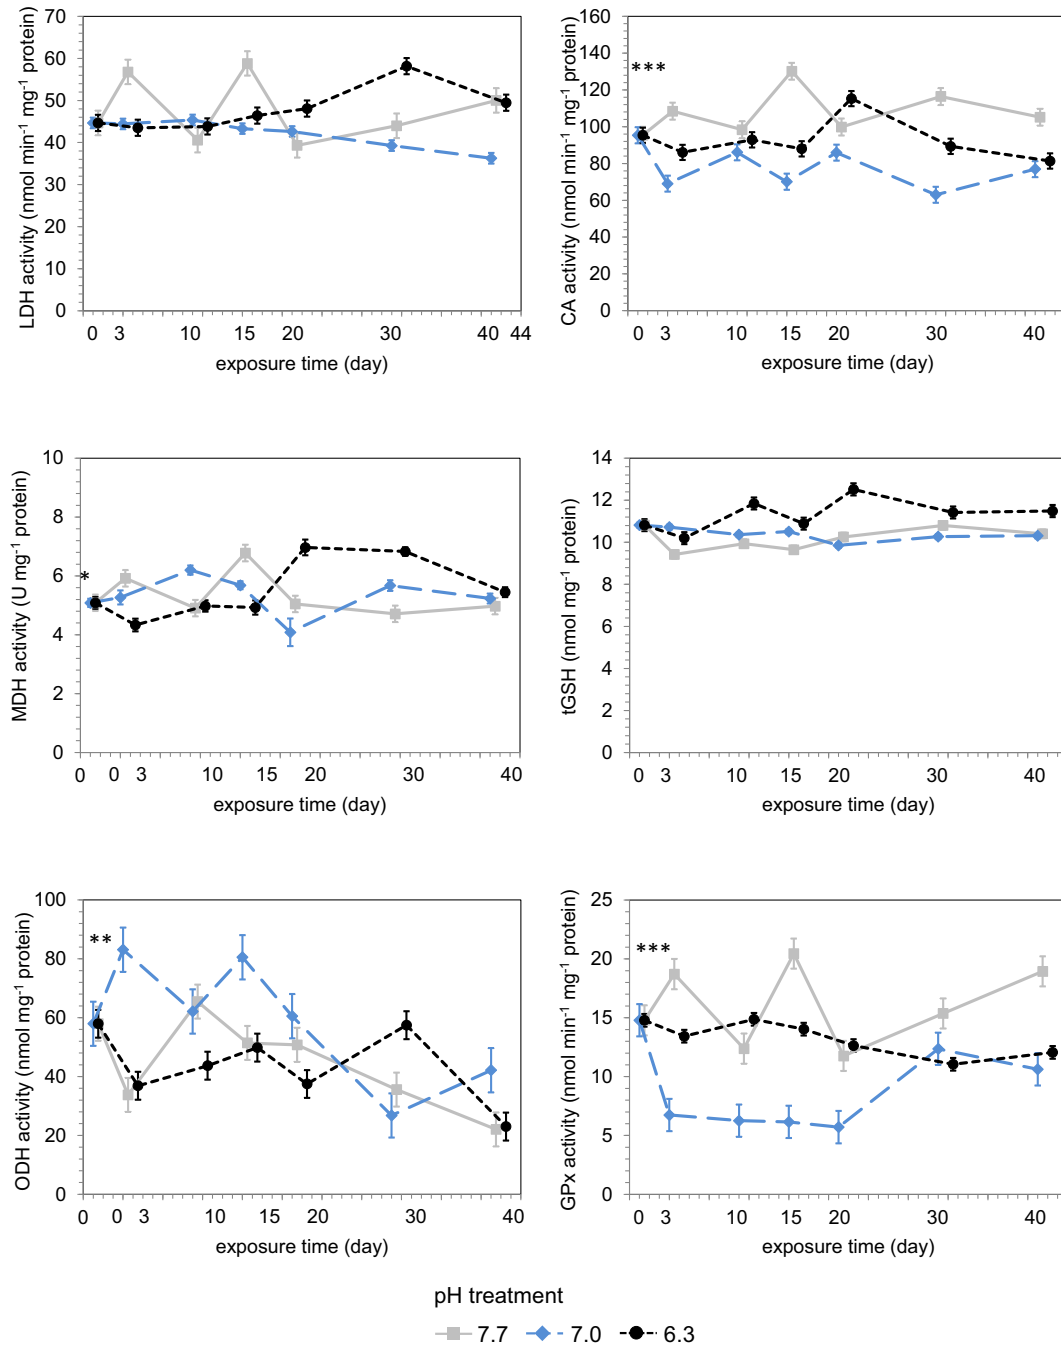 LDH activity (nmol min⁻¹ mg⁻¹ protein)
70
60
50
40
30
20
10
0
0 3 10 15 20 30 40 44
exposure time (day)
CA activity (nmol min⁻¹ mg⁻¹ protein)
160
140
120
100
80
60
40
20
0
***
0 3 10 15 20 30 40
exposure time (day)
MDH activity (U mg⁻¹ protein)
10
8
6
4
2
0
*
0 0 3 10 15 20 30 40
exposure time (day)
tGSH (nmol mg⁻¹ protein)
14
12
10
8
6
4
2
0
0 3 10 15 20 30 40
exposure time (day)
ODH activity (nmol mg⁻¹ protein)
100
80
60
40
20
0
**
0 0 3 10 15 20 30 40
exposure time (day)
GPx activity (nmol min⁻¹ mg⁻¹ protein)
25
20
15
10
5
0
***
0 3 10 15 20 30 40
exposure time (day)
pH treatment
7.7 7.0 6.3